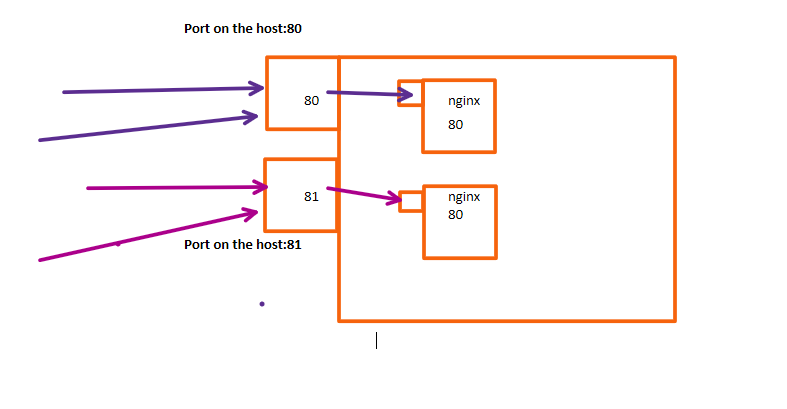 Port on the host:80
80
nginx
80
81
nginx
80
Port on the host:81